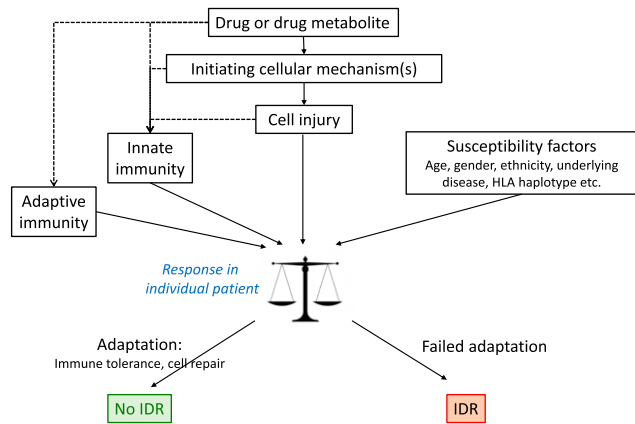 Drug or drug metabolite
Initiating cellular mechanism(s)
Cell injury
Innate
immunity
Susceptibility factors
Age, gender, ethnicity, underlying
disease, HLA haplotype etc.
Adaptive
immunity
Response in
individual patient
Adaptation:
Immune tolerance, cell repair
Failed adaptation
No IDR
IDR